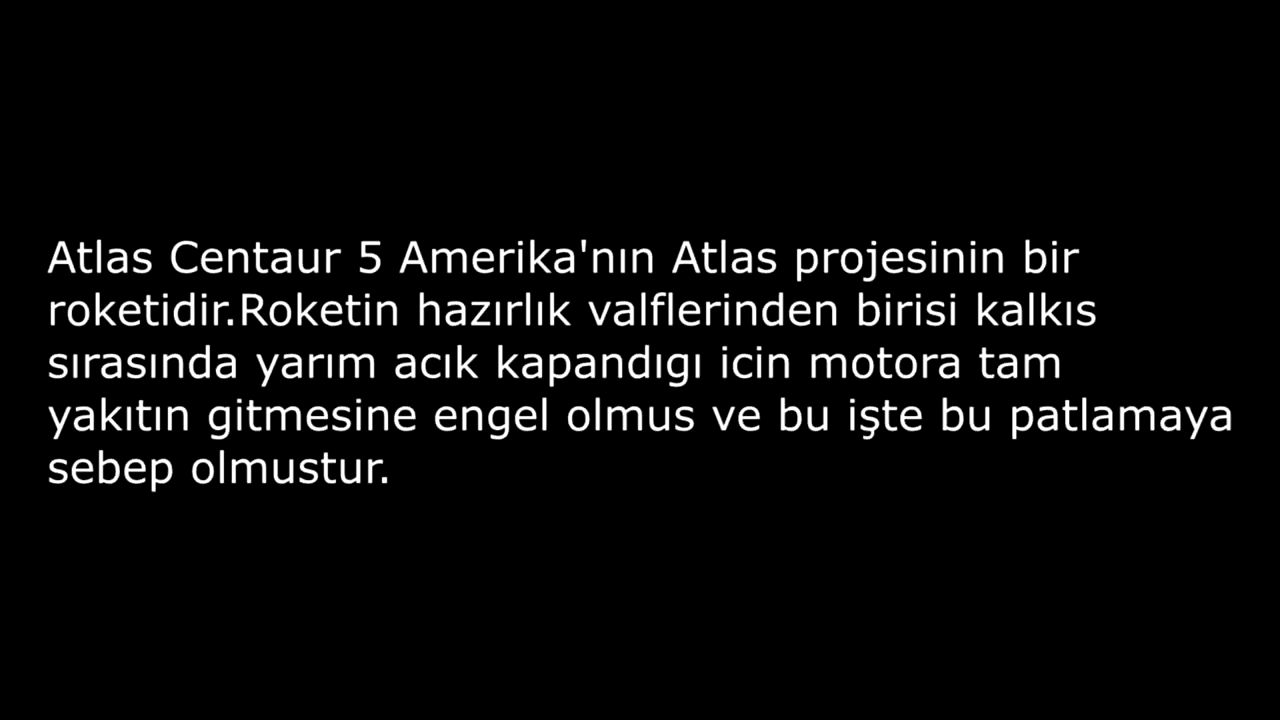 Atlas Centaur 5 Amerika'nın Atlas projesinin bir
roketidir.Roketin hazırlık valflerinden birisi kalkıs
sırasında yarım acık kapandıgı icin motora tam
yakıtın gitmesine engel olmus ve bu işte bu patlamaya
sebep olmustur.